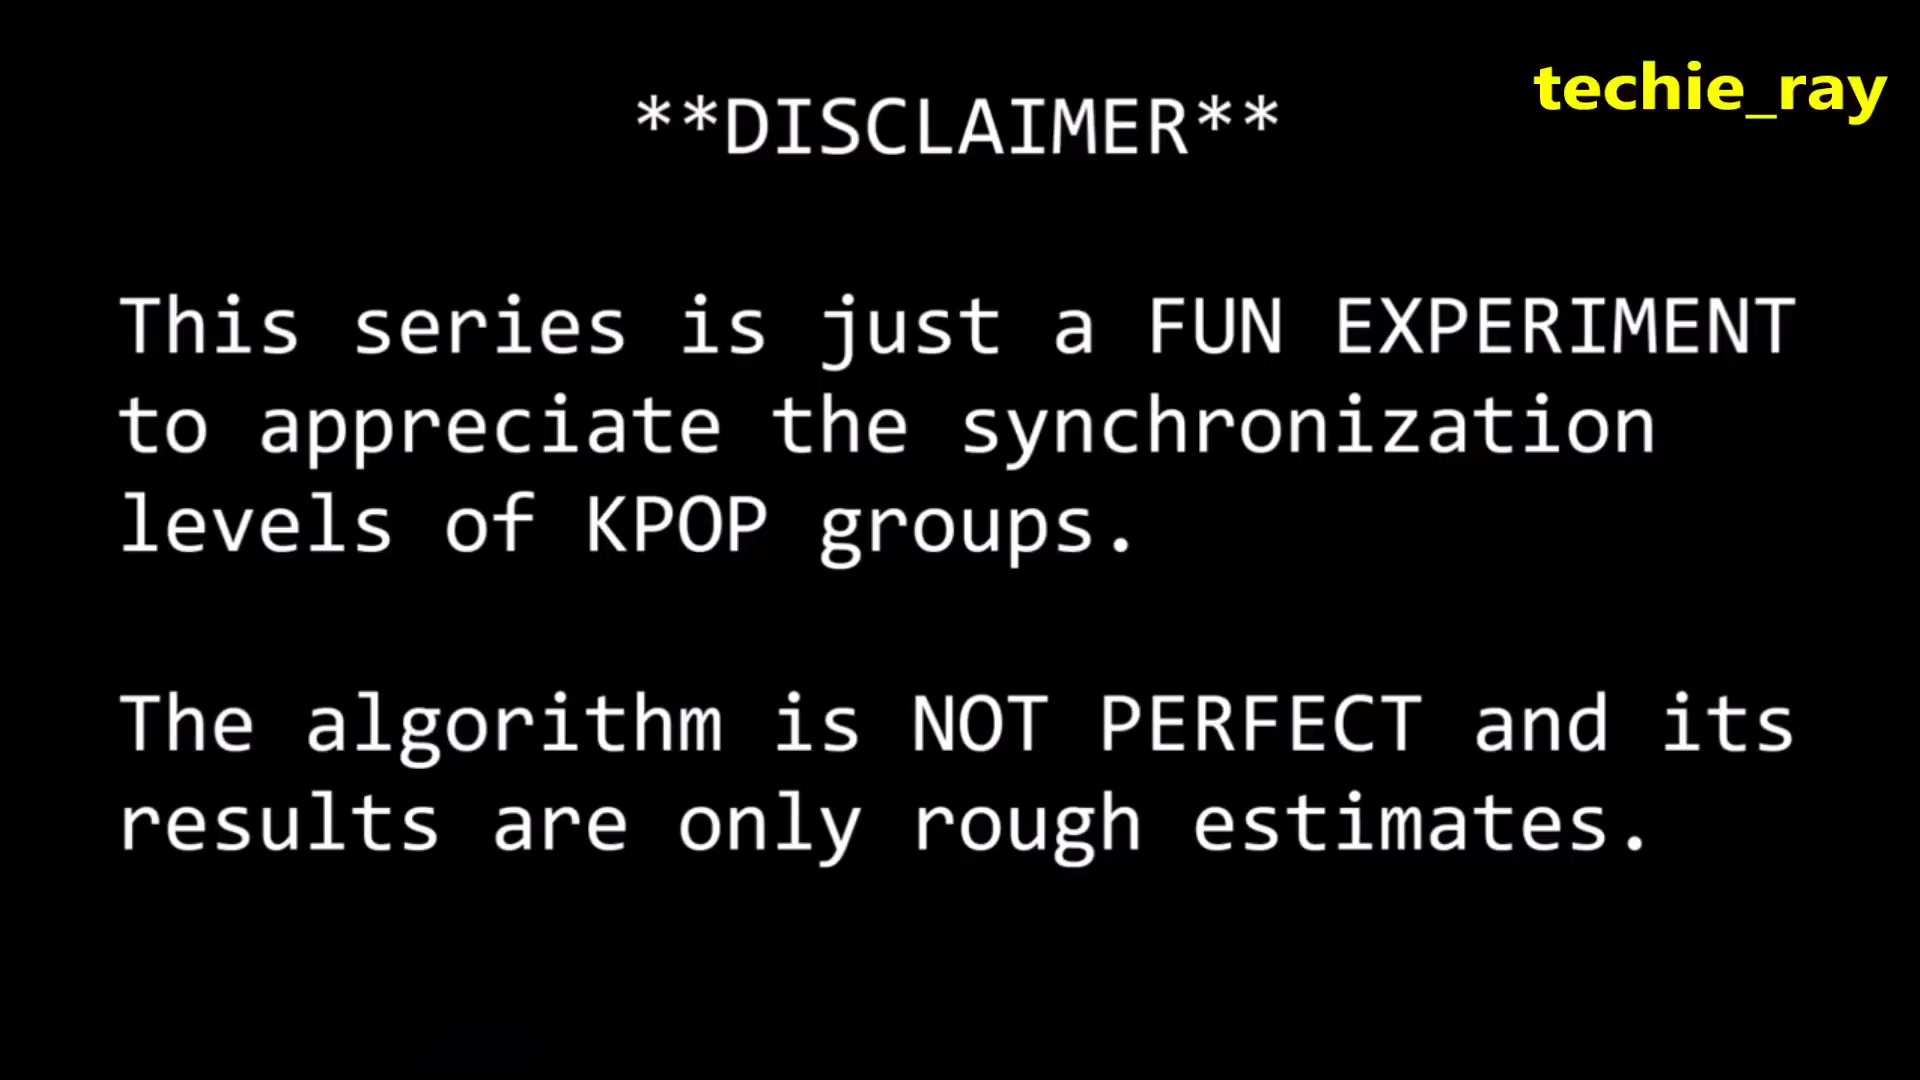 techie_ray
**DISCLAIMER**
This series is just a FUN EXPERIMENT
to appreciate the synchronization
levels of KPOP groups.
The algorithm is NOT PERFECT and its
results are only rough estimates.